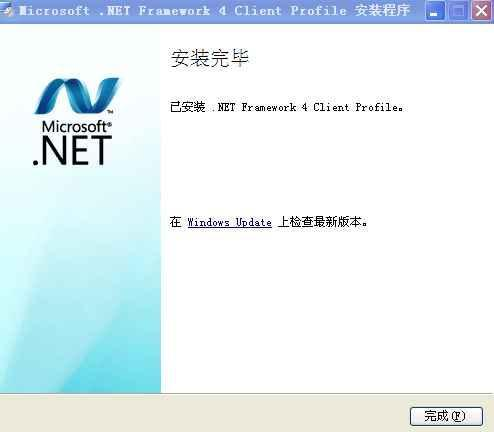 Microsoft .NET Framework 4 Client Profile 安装程序
安装完毕
Microsoft®
.NET
™
已安装 .NET Framework 4 Client Profile。
在 Windows Update 上检查最新版本。
完成(F)